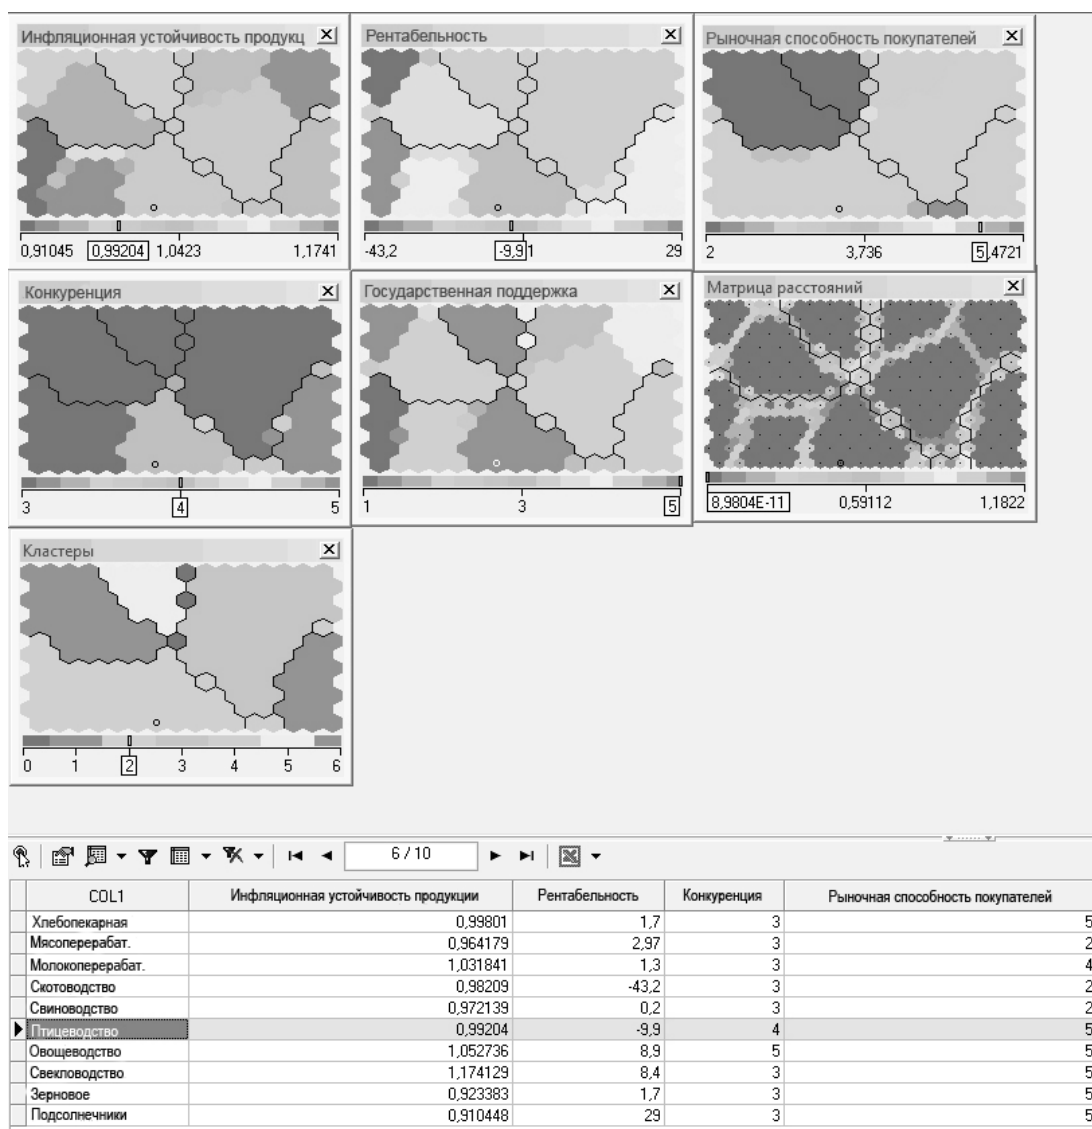 Инфляционная устойчивость продукц
Рентабельность
Рыночная способность покупателей
0,91045 0,99204 1,0423 1,1741
-43,2 -9,9 1 29
2 3,736 5,4721
Конкуренция
Государственная поддержка
Матрица расстояний
3 4 5
1 3 5
8,9804E-11 0,59112 1,1822
Кластеры
0 1 2 3 4 5 6
6 / 10
COL1 Инфляционная устойчивость продукции Рентабельность Конкуренция Рыночная способность покупателей
Хлебопекарная 0,99801 1,7 3 5
Мясоперерабат. 0,964179 2,97 3 2
Молокоперерабат. 1,031841 1,3 3 4
Скотоводство 0,98209 -43,2 3 2
Свиноводство 0,972139 0,2 3 2
Птицеводство 0,99204 -9,9 4 5
Овощеводство 1,052736 8,9 5 5
Свекловодство 1,174129 8,4 3 5
Зерновое 0,923383 1,7 3 5
Подсолнечники 0,910448 29 3 5